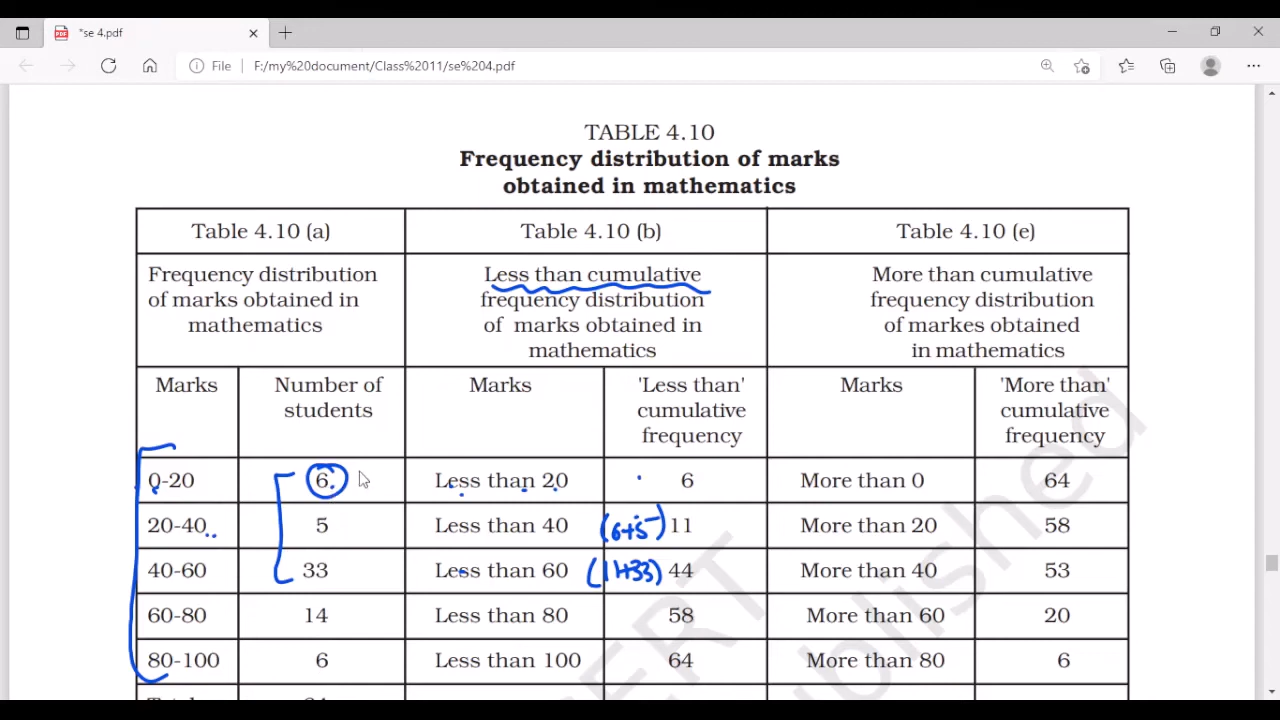 *se 4.pdf
File F:/my%20document/Class%2011/se%204.pdf
TABLE 4.10
Frequency distribution of marks
obtained in mathematics
Table 4.10 (a) Table 4.10 (b) Table 4.10 (e)
Frequency distribution Less than cumulative More than cumulative
of marks obtained in frequency distribution frequency distribution
mathematics of marks obtained in of markes obtained
mathematics in mathematics
Marks Number of Marks 'Less than' Marks 'More than'
students cumulative cumulative
frequency frequency
0-20 6 Less than 20 6 More than 0 64
20-40 5 Less than 40 (6+5) 11 More than 20 58
40-60 33 Less than 60 (11+33) 44 More than 40 53
60-80 14 Less than 80 58 More than 60 20
80-100 6 Less than 100 64 More than 80 6